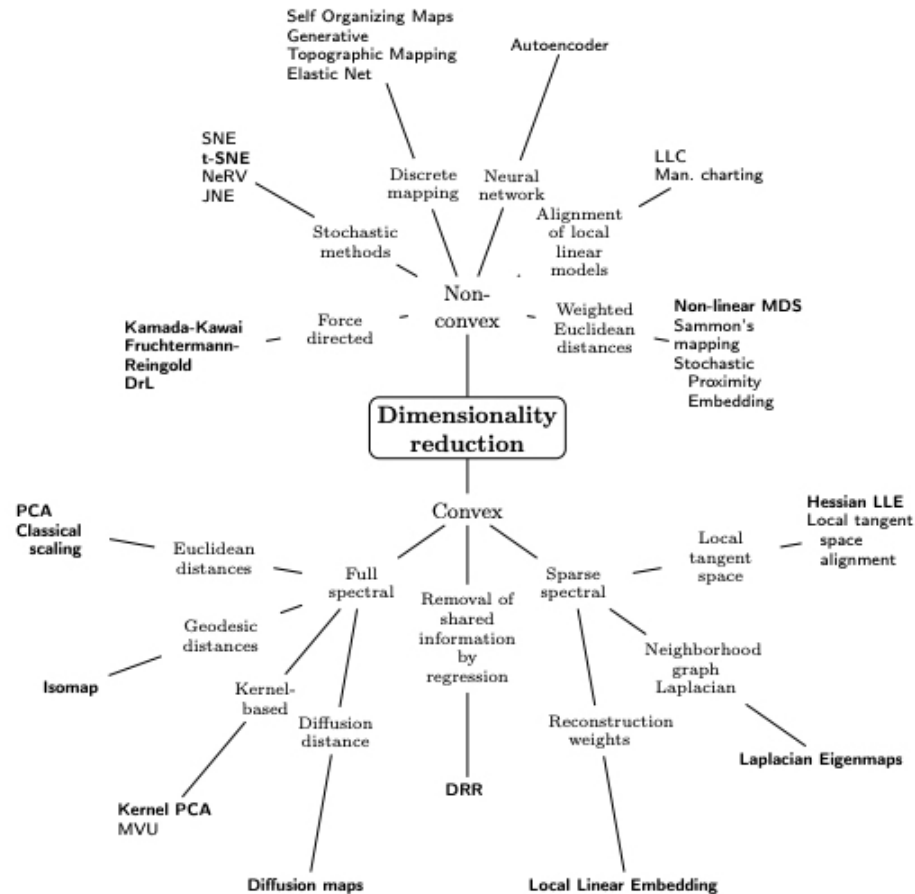 Self Organizing Maps
Generative
Topographic Mapping
Elastic Net
Autoencoder
SNE
t-SNE
NeRV
JNE
Discrete
mapping
Neural
network
LLC
Man. charting
Stochastic
methods
Alignment
of local
linear
models
Kamada-Kawai
Fruchtermann-
Reingold
DrL
Force
directed
Non-
convex
Weighted
Euclidean
distances
Non-linear MDS
Sammon's
mapping
Stochastic
Proximity
Embedding
Dimensionality
reduction
Convex
PCA
Classical
scaling
Euclidean
distances
Full
spectral
Removal of
shared
information
by
regression
Sparse
spectral
Local
tangent
space
Hessian LLE
Local tangent
space
alignment
Geodesic
distances
Isomap
Kernel-
based
Diffusion
distance
Reconstruction
weights
Neighborhood
graph
Laplacian
Laplacian Eigenmaps
Kernel PCA
MVU
DRR
Diffusion maps
Local Linear Embedding